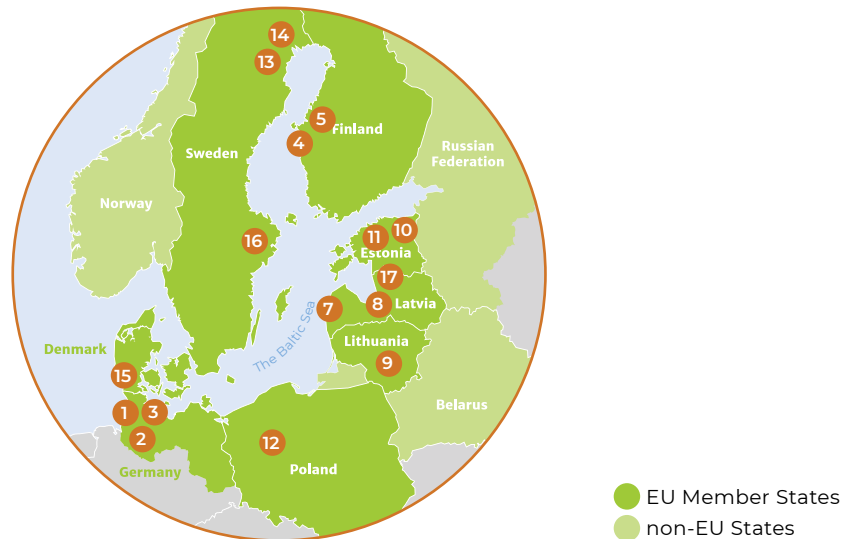 14
13
5
4
Finland
Sweden
Russian
Federation
Norway
16
11
10
Estonia
17
7
8
Latvia
The Baltic Sea
Lithuania
Denmark
9
15
1
3
Belarus
2
12
Germany
Poland
EU Member States
non-EU States